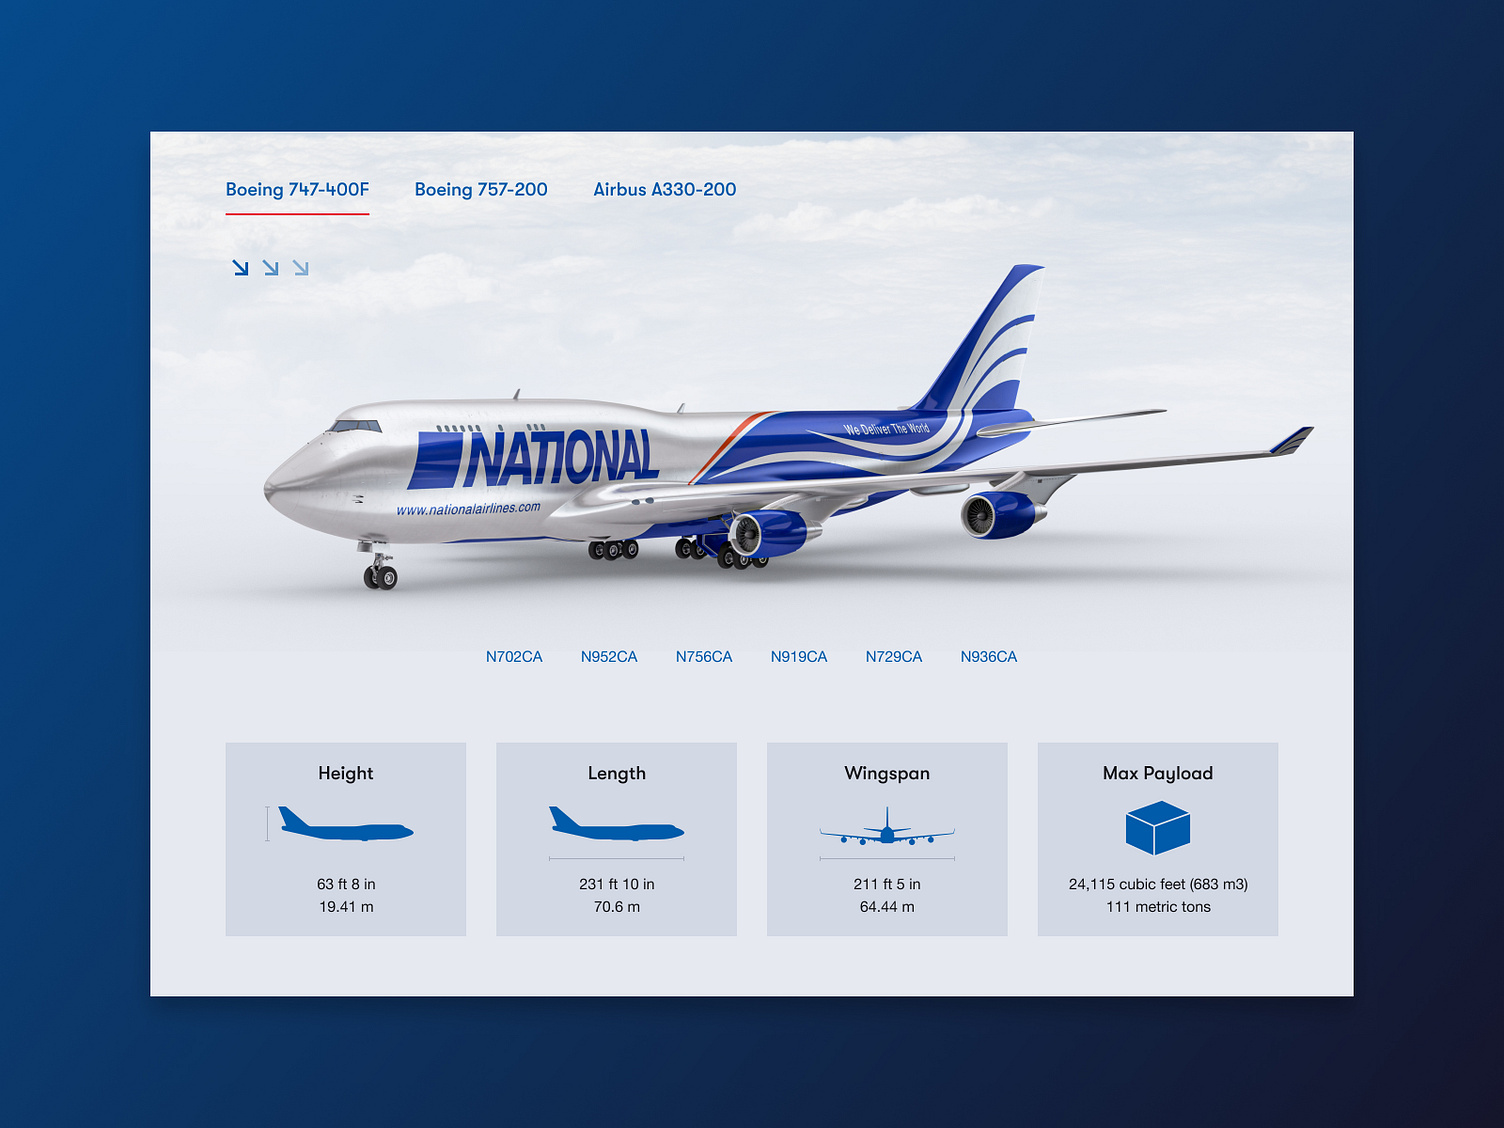 Boeing 747-400F Boeing 757-200 Airbus A330-200
We Deliver The World
NATIONAL
www.nationalairlines.com
N702CA N952CA N756CA N919CA N729CA N936CA
Height
63 ft 8 in
19.41 m
Length
231 ft 10 in
70.6 m
Wingspan
211 ft 5 in
64.44 m
Max Payload
24,115 cubic feet (683 m3)
111 metric tons